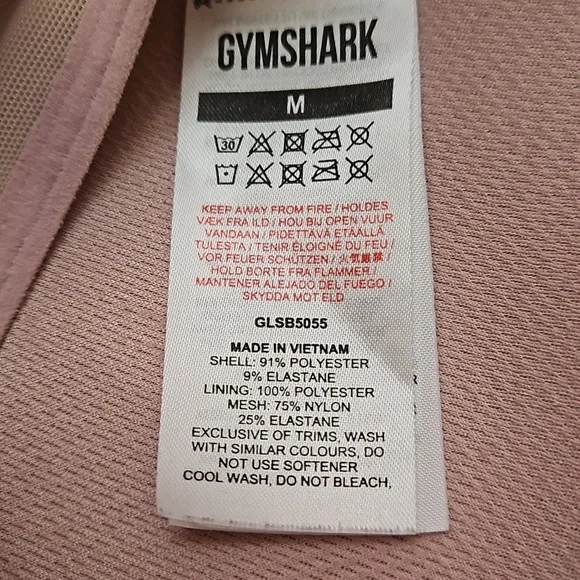 GYMSHARK
M
30
KEEP AWAY FROM FIRE / HOLDES
VÆK FRA ILD / HOU BIJ OPEN VUUR
VANDAAN / PIDETTÄVÄ ETÄÄLLÄ
TULESTA / TENIR ÉLOIGNÉ DU FEU /
VOR FEUER SCHÜTZEN / 火気厳禁 /
HOLD BORTE FRA FLAMMER /
MANTENER ALEJADO DEL FUEGO /
SKYDDA MOT ELD
GLSB5055
MADE IN VIETNAM
SHELL: 91% POLYESTER
9% ELASTANE
LINING: 100% POLYESTER
MESH: 75% NYLON
25% ELASTANE
EXCLUSIVE OF TRIMS, WASH
WITH SIMILAR COLOURS, DO
NOT USE SOFTENER
COOL WASH, DO NOT BLEACH,